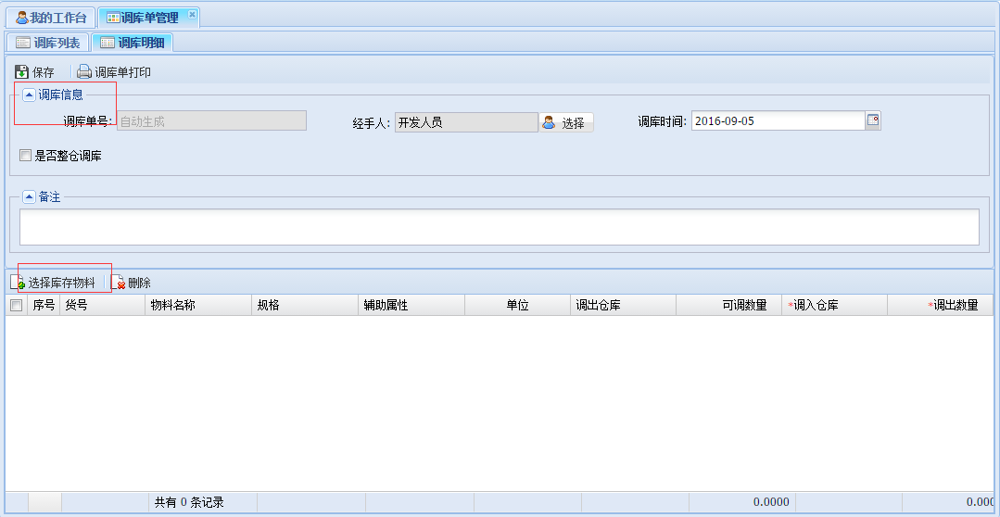 我的工作台 调库单管理
调库列表 调库明细
保存 调库单打印
调库信息
调库单号: 自动生成 经手人: 开发人员 选择 调库时间: 2016-09-05
是否整仓调库
备注
选择库存物料 删除
序号 货号 物料名称 规格 辅助属性 单位 调出仓库 可调数量 *调入仓库 *调出数量
共有 0 条记录 0.0000 0.000